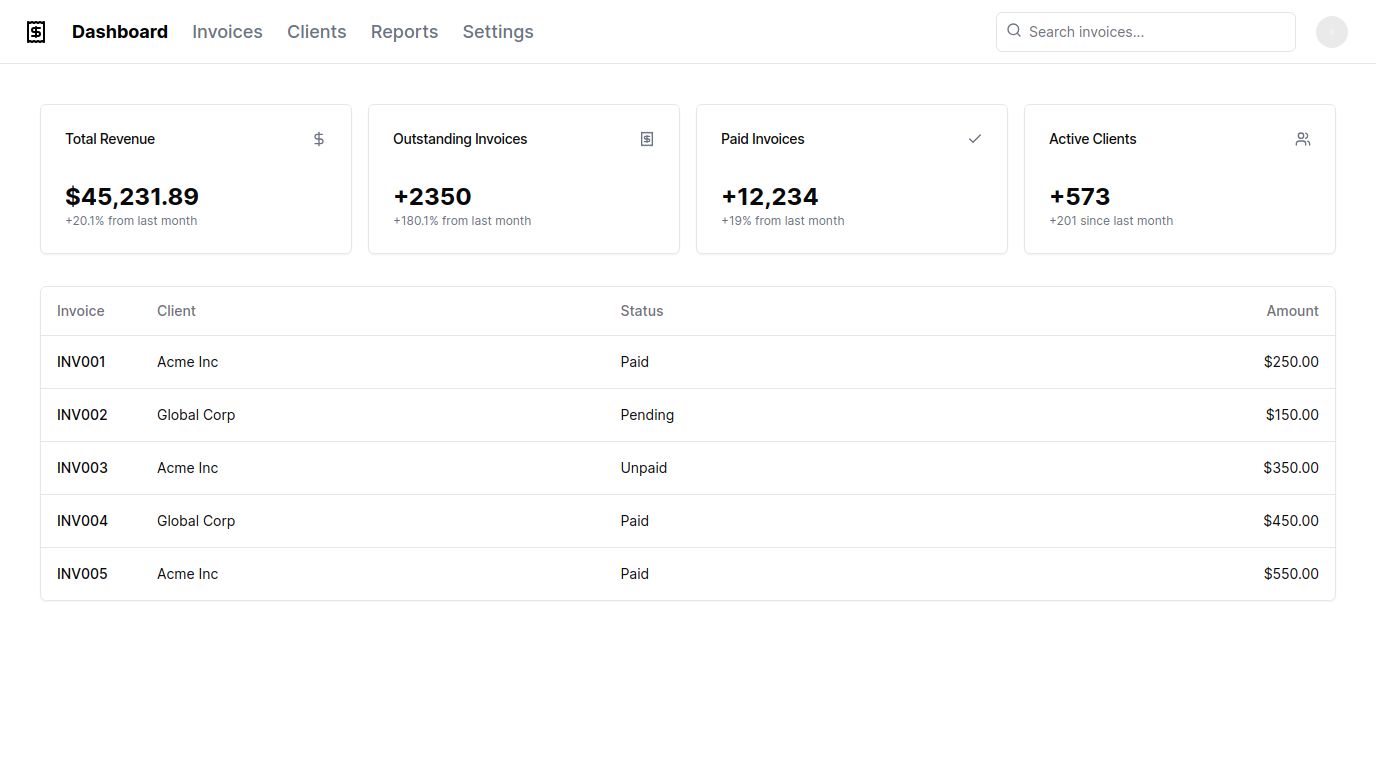 Dashboard Invoices Clients Reports Settings Search invoices...
Total Revenue
$45,231.89
+20.1% from last month
Outstanding Invoices
+2350
+180.1% from last month
Paid Invoices
+12,234
+19% from last month
Active Clients
+573
+201 since last month
Invoice Client Status Amount
INV001 Acme Inc Paid $250.00
INV002 Global Corp Pending $150.00
INV003 Acme Inc Unpaid $350.00
INV004 Global Corp Paid $450.00
INV005 Acme Inc Paid $550.00